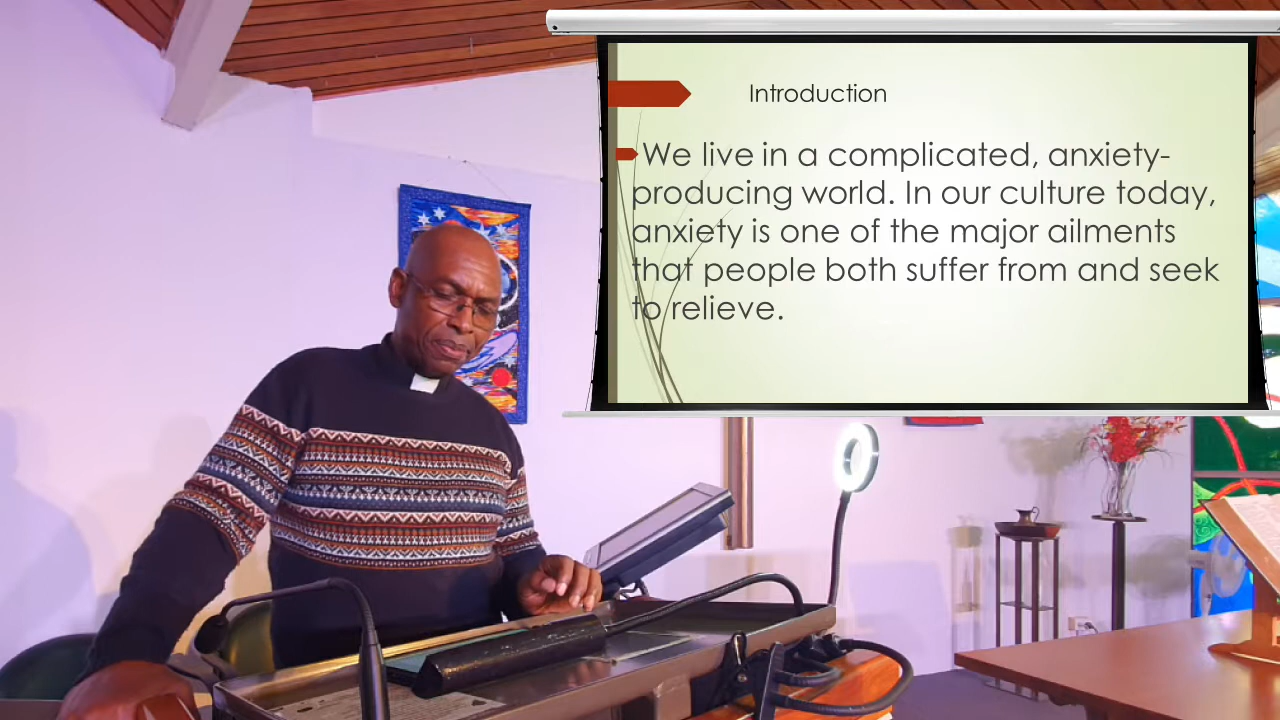 Introduction
We live in a complicated, anxiety-
producing world. In our culture today,
anxiety is one of the major ailments
that people both suffer from and seek
to relieve.